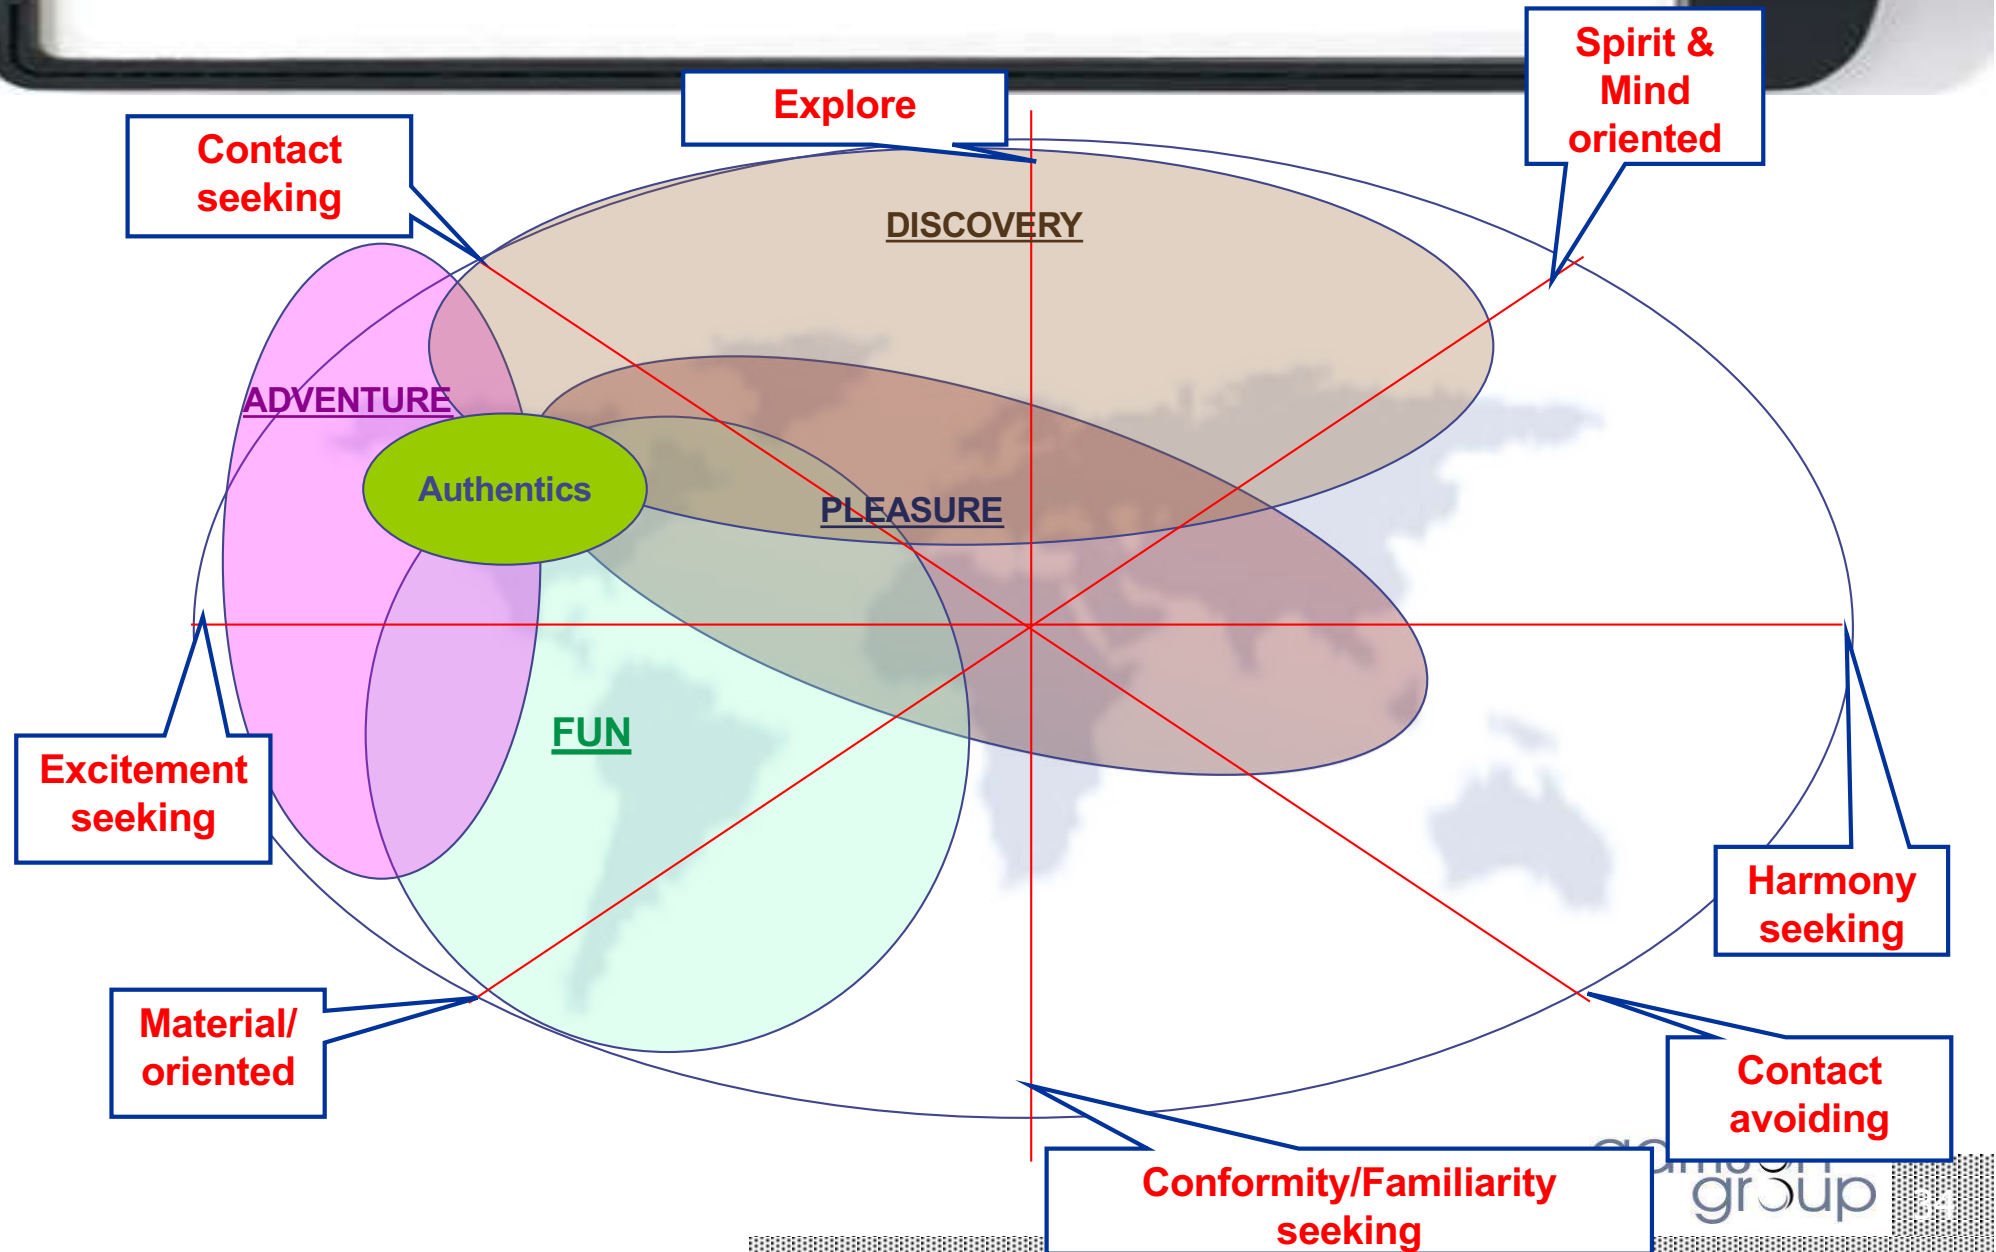 Spirit &
Mind
oriented
Explore
Contact
seeking
DISCOVERY
ADVENTURE
Authentics
PLEASURE
FUN
Excitement
seeking
Harmony
seeking
Material/
oriented
Contact
avoiding
Conformity/Familiarity
seeking
group
34